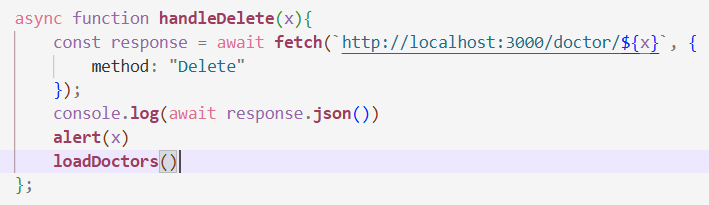 async function handleDelete(x){
    const response = await fetch(`http://localhost:3000/doctor/${x}`, {
        method: "Delete"
    });
    console.log(await response.json())
    alert(x)
    loadDoctors()
};